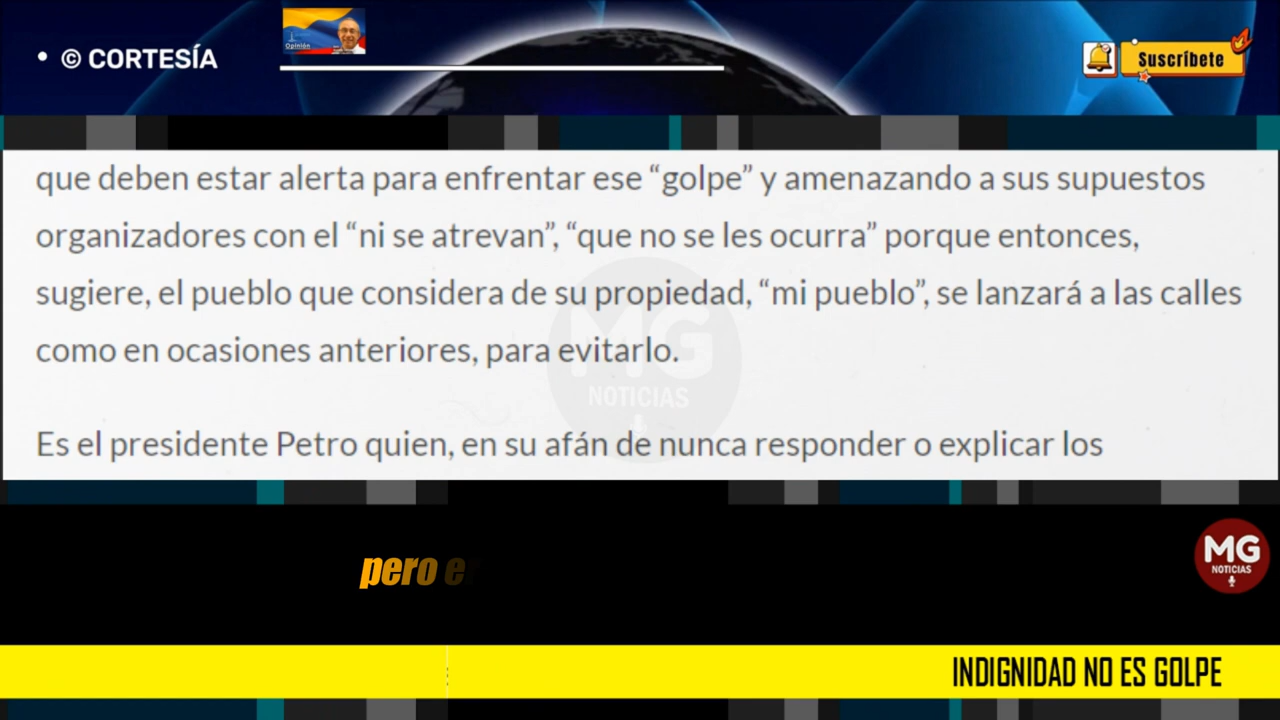 • © CORTESÍA
Opinión
Suscríbete
que deben estar alerta para enfrentar ese “golpe” y amenazando a sus supuestos
organizadores con el “ni se atrevan”, “que no se les ocurra” porque entonces,
sugiere, el pueblo que considera de su propiedad, “mi pueblo”, se lanzará a las calles
como en ocasiones anteriores, para evitarlo.
MG
NOTICIAS
Es el presidente Petro quien, en su afán de nunca responder o explicar los
pero e
MG
NOTICIAS
INDIGNIDAD NO ES GOLPE